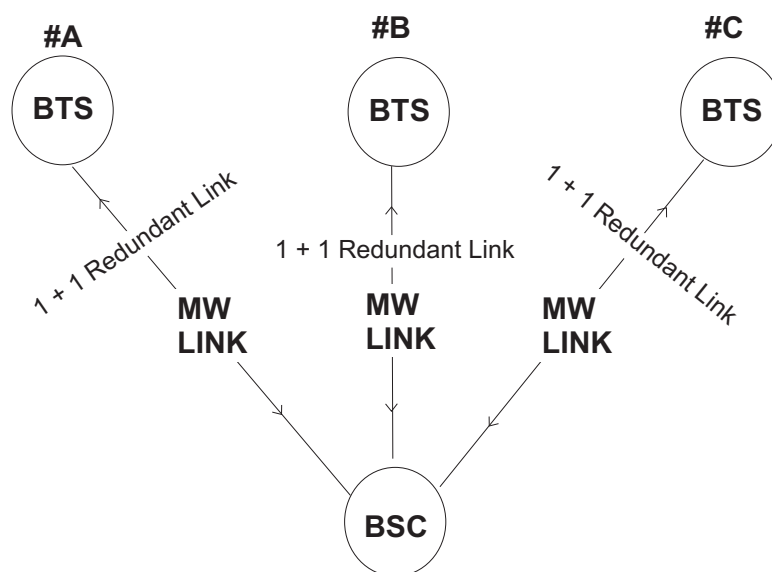 #A
#B
#C
BTS
BTS
BTS
1 + 1 Redundant Link
1 + 1 Redundant Link
1 + 1 Redundant Link
MW
LINK
MW
LINK
MW
LINK
BSC